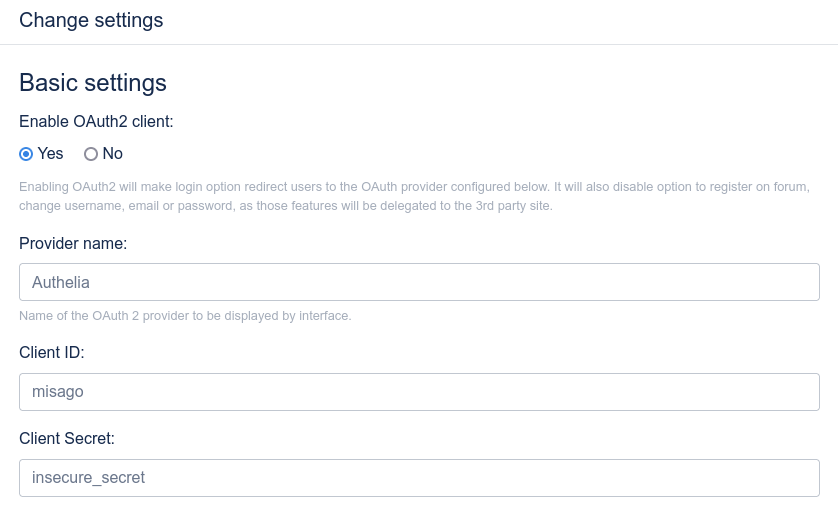 Change settings
Basic settings
Enable OAuth2 client:
Yes No
Enabling OAuth2 will make login option redirect users to the OAuth provider configured below. It will also disable option to register on forum,
change username, email or password, as those features will be delegated to the 3rd party site.
Provider name:
Authelia
Name of the OAuth 2 provider to be displayed by interface.
Client ID:
misago
Client Secret:
insecure_secret